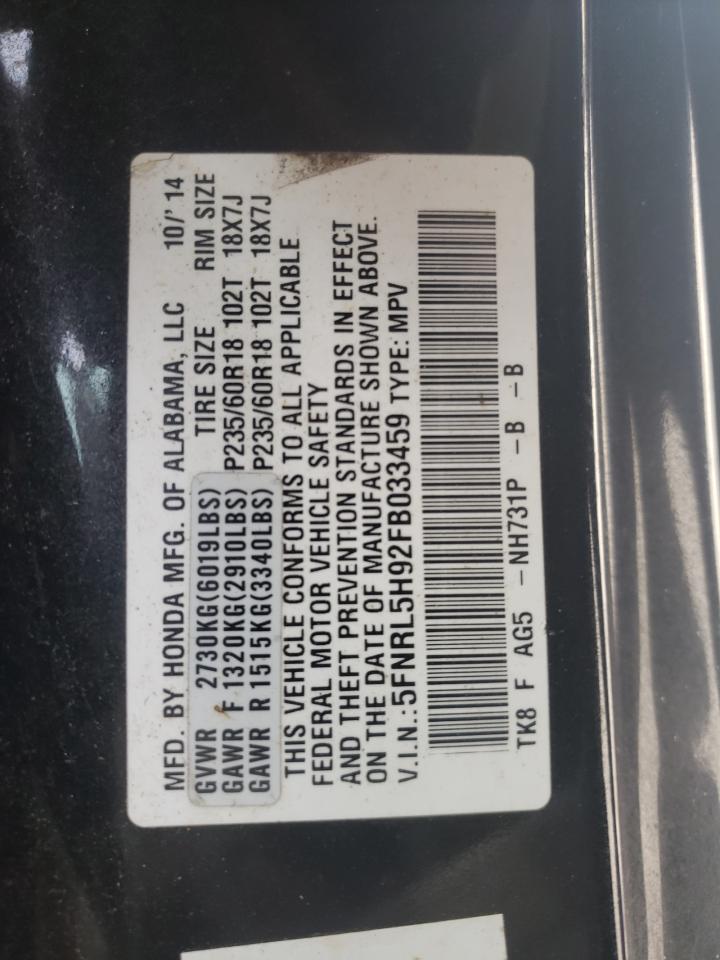 MFD. BY HONDA MFG. OF ALABAMA, LLC 10/'14
GVWR 2730KG(6019LBS) TIRE SIZE RIM SIZE
GAWR F 1320KG(2910LBS) P235/60R18 102T 18X7J
GAWR R 1515KG(3340LBS) P235/60R18 102T 18X7J
THIS VEHICLE CONFORMS TO ALL APPLICABLE
FEDERAL MOTOR VEHICLE SAFETY
AND THEFT PREVENTION STANDARDS IN EFFECT
ON THE DATE OF MANUFACTURE SHOWN ABOVE.
V.I.N.:5FNRL5H92FB033459 TYPE: MPV
TK8 F AG5 -NH731P -B -B